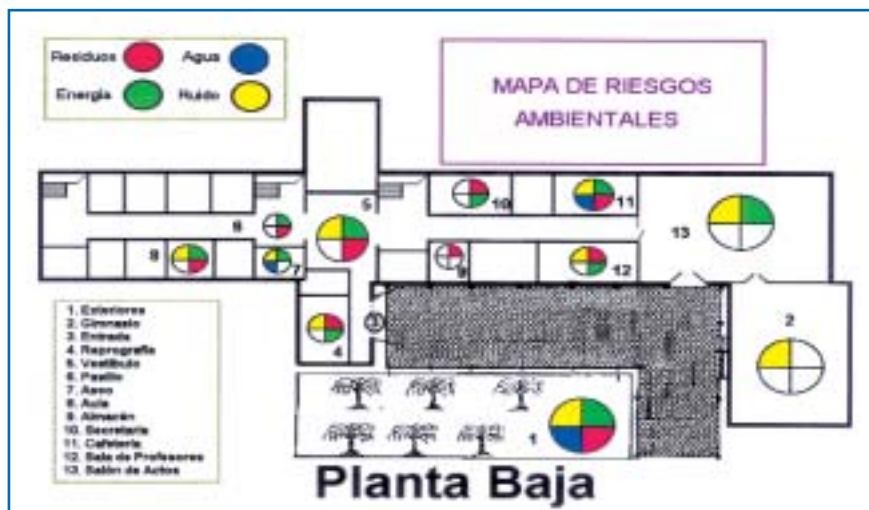 Residuos Agua
Energía Ruido
MAPA DE RIESGOS
AMBIENTALES
5
6
10
11
13
8
7
9
12
3
4
2
1
1. Exteriores
2. Gimnasio
3. Entrada
4. Reprografía
5. Vestíbulo
6. Pasillo
7. Aseo
8. Aula
9. Almacén
10. Secretaría
11. Cafetería
12. Sala de Profesores
13. Salón de Actos
Planta Baja